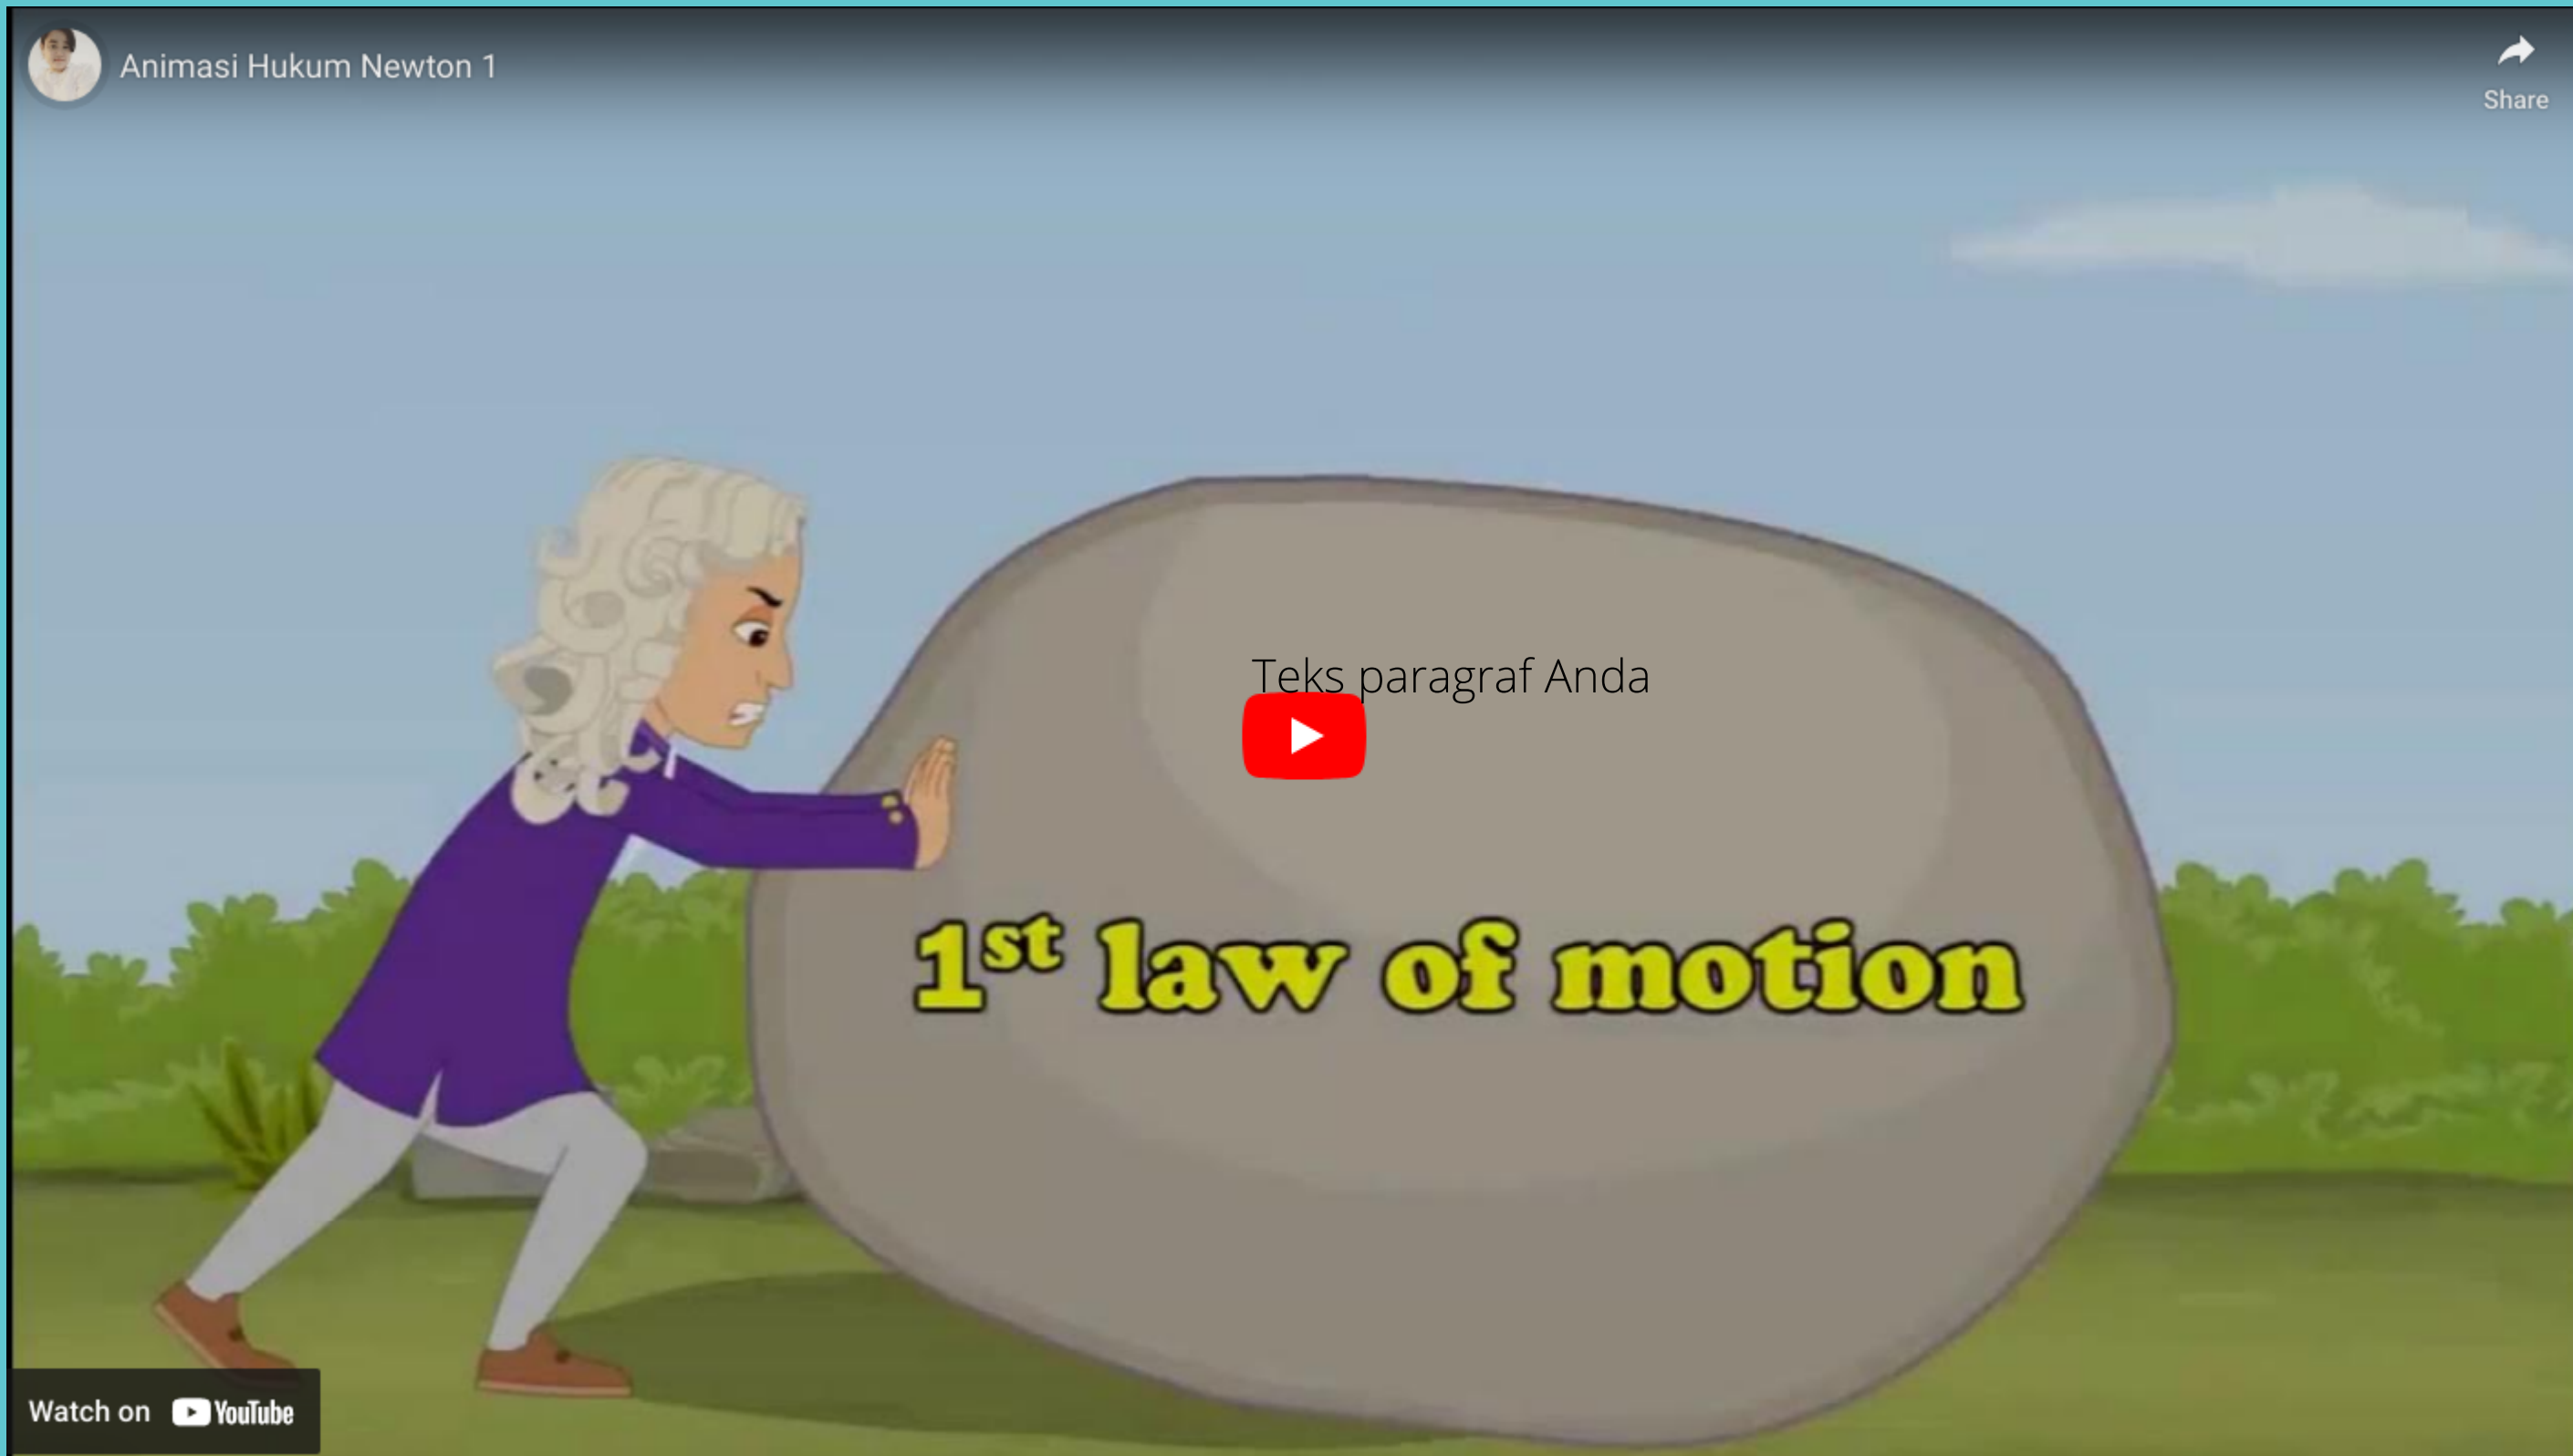 Animasi Hukum Newton 1
Share
Teks paragraf Anda
1st law of motion
Watch on YouTube